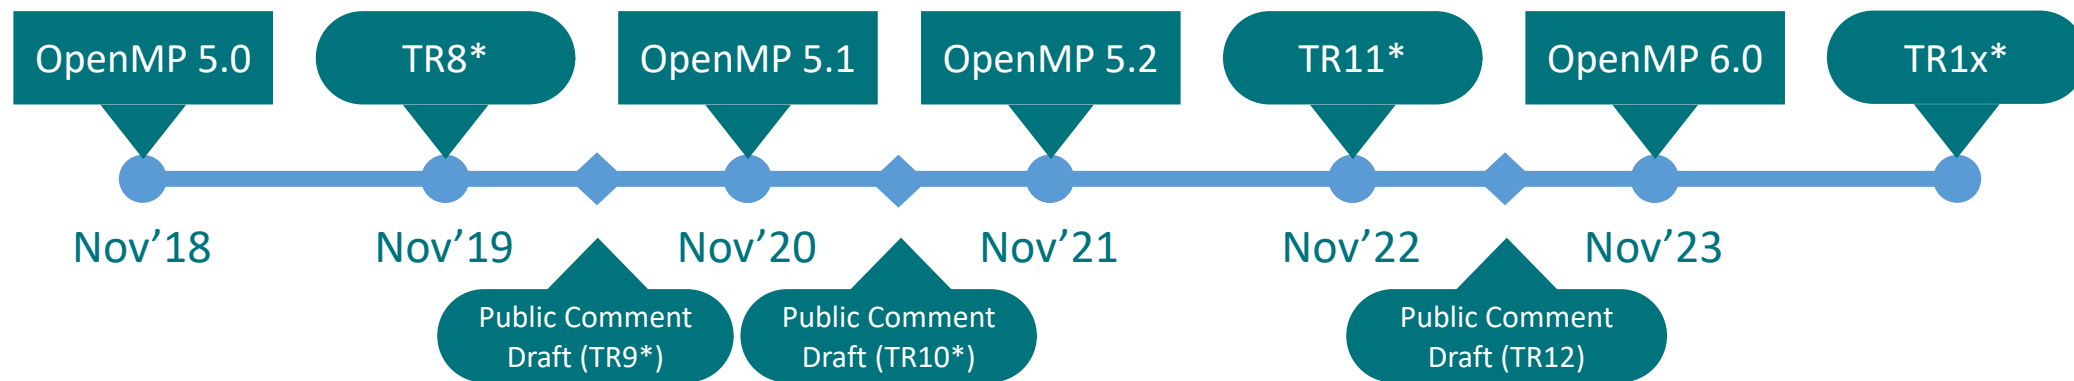 OpenMP 5.0
TR8*
OpenMP 5.1
OpenMP 5.2
TR11*
OpenMP 6.0
TR1x*
Nov’18
Nov’19
Nov’20
Nov’21
Nov’22
Nov’23
Public Comment
Draft (TR9*)
Public Comment
Draft (TR10*)
Public Comment
Draft (TR12)